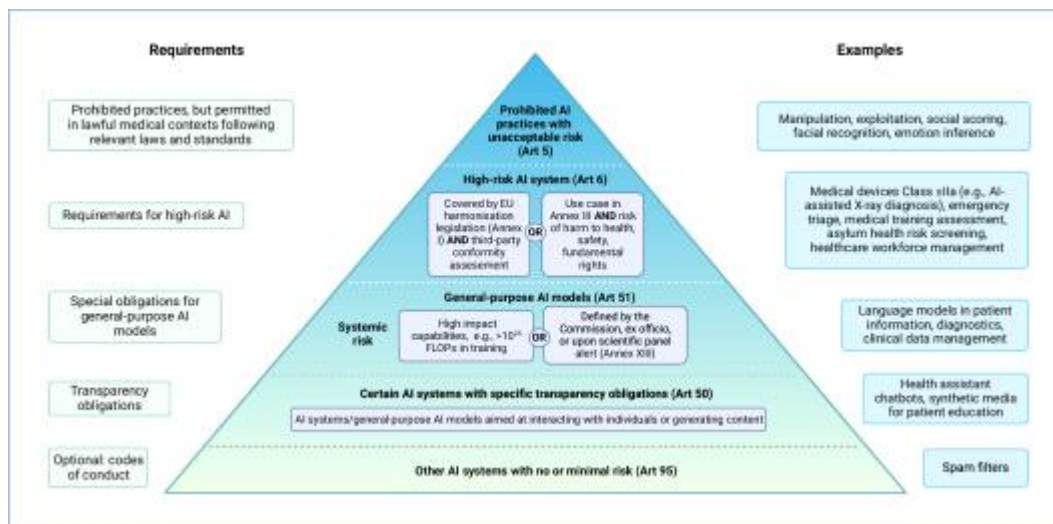 Requirements
Examples
Prohibited practices, but permitted
in lawful medical contexts following
relevant laws and standards
Prohibited AI
practices with
unacceptable risk
(Art 5)
Manipulation, exploitation, social scoring,
facial recognition, emotion inference
Requirements for high-risk AI
High-risk AI system (Art 6)
Covered by EU
harmonisation
legislation (Annex
I) AND third-party
conformity
assesement
OR
Use case in
Annex III AND risk
of harm to health,
safety,
fundamental
rights
Medical devices Class ≥IIa (e.g., AI-
assisted X-ray diagnosis), emergency
triage, medical training assessment,
asylum health risk screening,
healthcare workforce management
Special obligations for
general-purpose AI
models
General-purpose AI models (Art 51)
Systemic
risk
High impact
capabilities, e.g., >10²⁵
FLOPs in training
OR
Defined by the
Commission, ex officio,
or upon scientific panel
alert (Annex XIII)
Language models in patient
information, diagnostics,
clinical data management
Transparency
obligations
Certain AI systems with specific transparency obligations (Art 50)
AI systems/general-purpose AI models aimed at interacting with individuals or generating content
Health assistant
chatbots, synthetic media
for patient education
Optional: codes
of conduct
Other AI systems with no or minimal risk (Art 95)
Spam filters